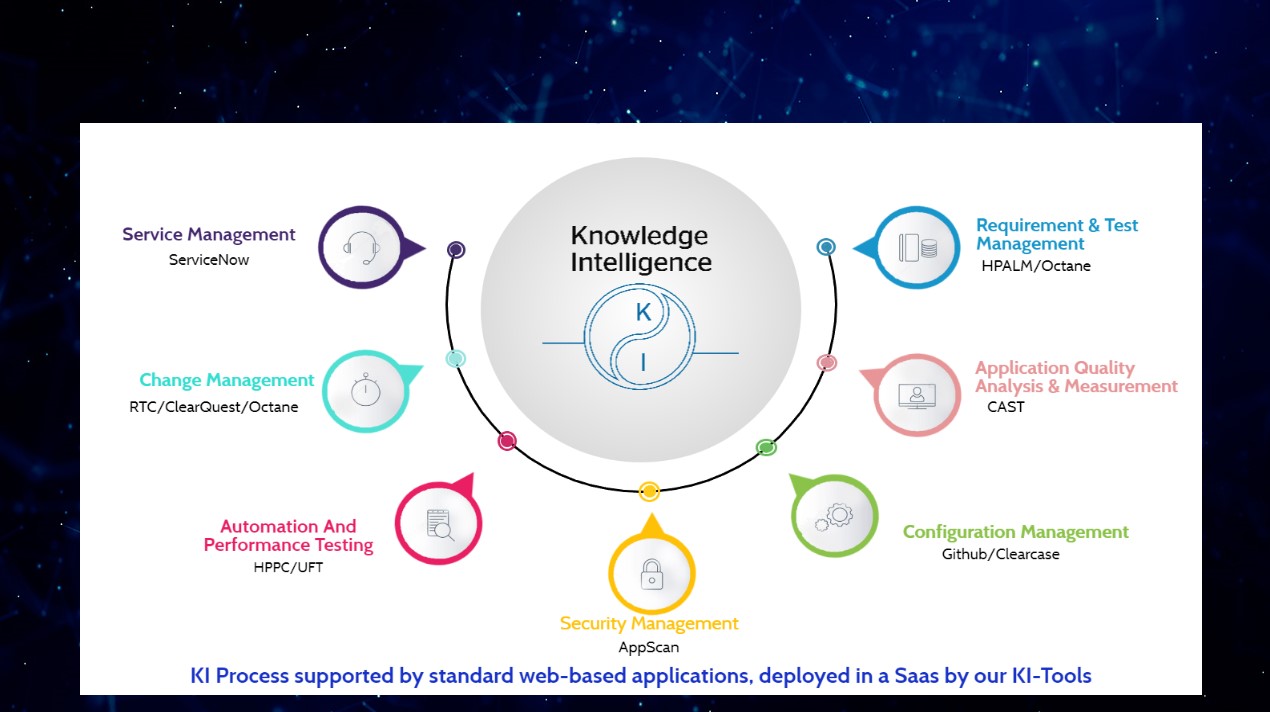 Knowledge
Intelligence
K
I
Service Management
ServiceNow
Change Management
RTC/ClearQuest/Octane
Automation And
Performance Testing
HPPC/UFT
Security Management
AppScan
Configuration Management
Github/Clearcase
Application Quality
Analysis & Measurement
CAST
Requirement & Test
Management
HPALM/Octane
KI Process supported by standard web-based applications, deployed in a Saas by our KI-Tools